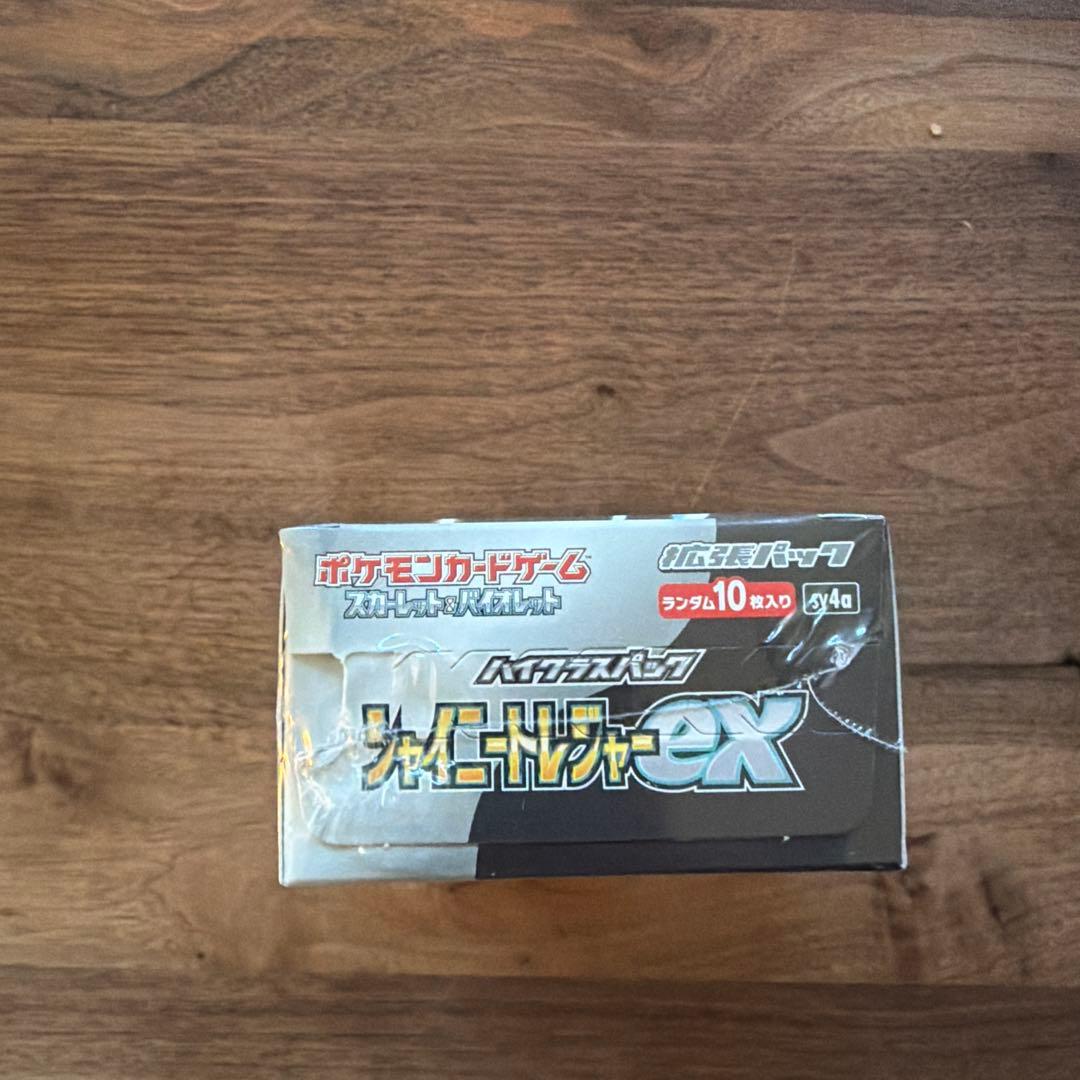 ポケモンカードゲーム™
スカーレット&バイオレット
拡張パック
ランダム10枚入り sv4a
ハイクラスパック
シャイニートレジャーex